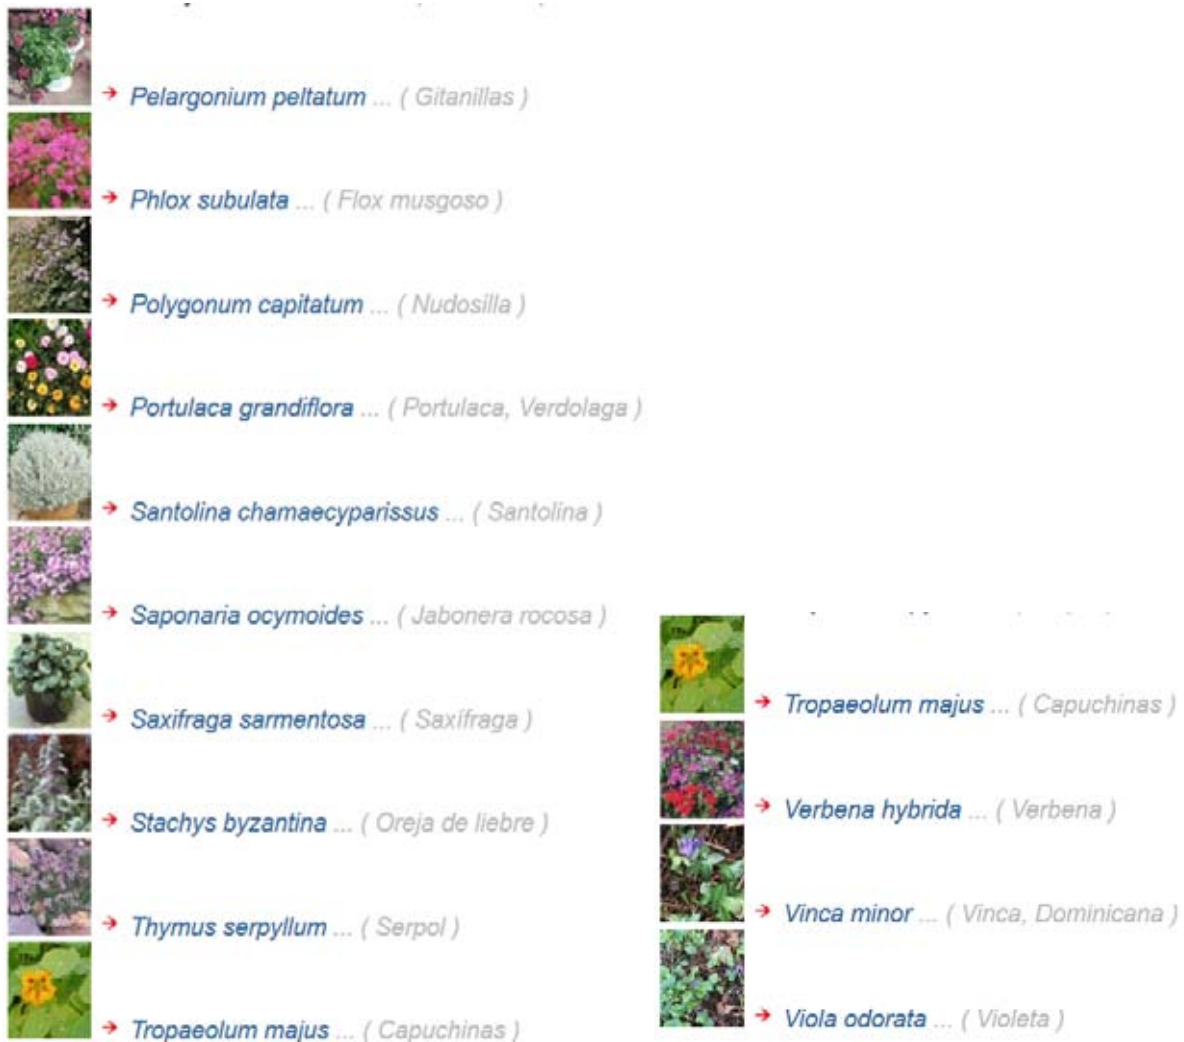 → Pelargonium peltatum ... ( Gitanillas )
→ Phlox subulata ... ( Flox musgoso )
→ Polygonum capitatum ... ( Nudosilla )
→ Portulaca grandiflora ... ( Portulaca, Verdolaga )
→ Santolina chamaecyparissus ... ( Santolina )
→ Saponaria ocymoides ... ( Jabonera rocosa )
→ Saxifraga sarmentosa ... ( Saxífraga )
→ Stachys byzantina ... ( Oreja de liebre )
→ Thymus serpyllum ... ( Serpol )
→ Tropaeolum majus ... ( Capuchinas )
→ Tropaeolum majus ... ( Capuchinas )
→ Verbena hybrida ... ( Verbena )
→ Vinca minor ... ( Vinca, Dominicana )
→ Viola odorata ... ( Violeta )